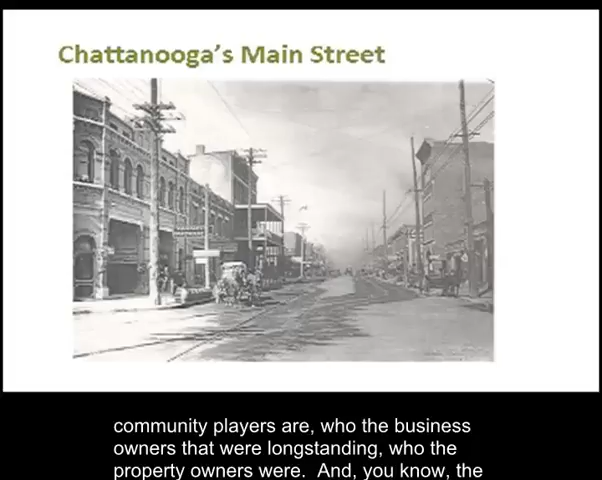 Chattanooga's Main Street
community players are, who the business
owners that were longstanding, who the
property owners were.  And, you know, the